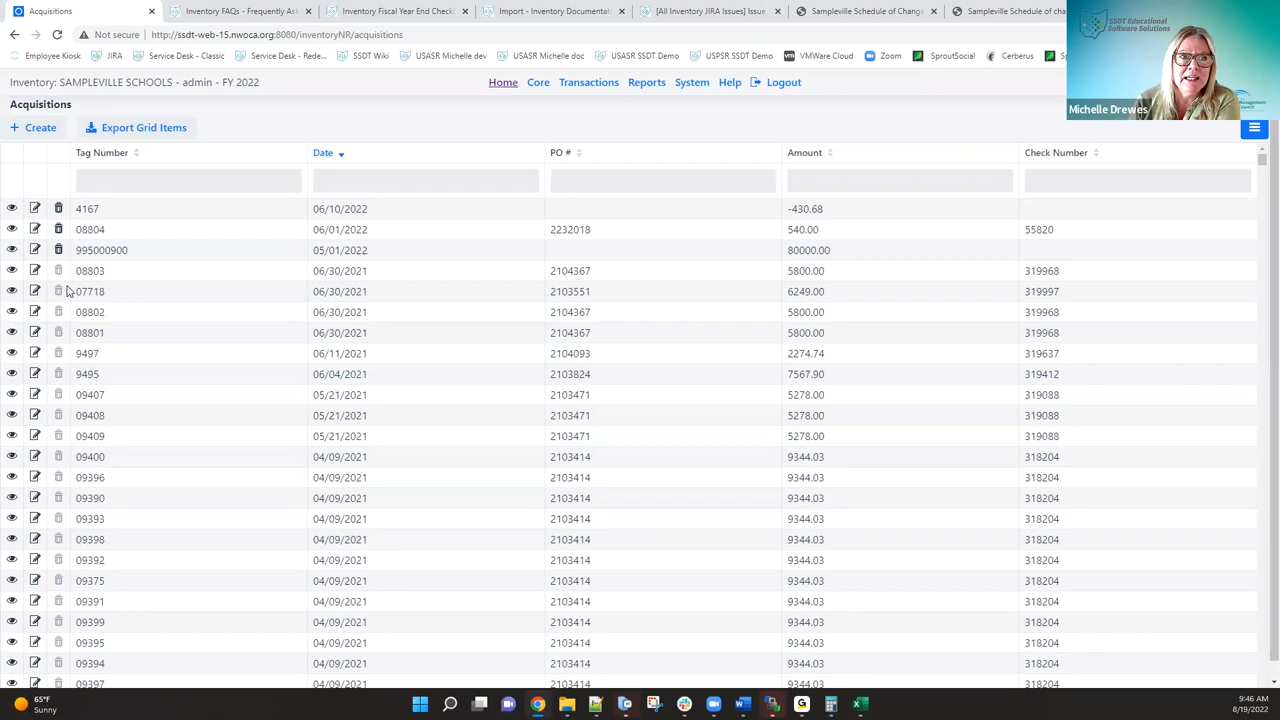 Acquisitions
Inventory FAQs - Frequently Ask
Inventory Fiscal Year End Checkli
Import - Inventory Documentati
[All Inventory JIRA Issues] Issue
Sampleville Schedule of Change
Sampleville Schedule of cha
SSDT Educational
Software Solutions
Not secure
http://ssdt-web-15.nwoca.org:8080/inventoryNR/acquisitions
Employee Kiosk
JIRA
Service Desk - Classic
Service Desk - Rede...
SSDT Wiki
USASR Michelle dev
USASR Michelle doc
USASR SSDT Demo
USPSR SSDT Demo
VMWare Cloud
Zoom
SproutSocial
Cerberus
Inventory: SAMPLEVILLE SCHOOLS - admin - FY 2022
Home
Core
Transactions
Reports
System
Help
Logout
Management
Council
Michelle Drewes
Acquisitions
+ Create
Export Grid Items
Tag Number Date PO # Amount Check Number
4167 06/10/2022 -430.68
08804 06/01/2022 2232018 540.00 55820
995000900 05/01/2022 80000.00
08803 06/30/2021 2104367 5800.00 319968
07718 06/30/2021 2103551 6249.00 319997
08802 06/30/2021 2104367 5800.00 319968
08801 06/30/2021 2104367 5800.00 319968
9497 06/11/2021 2104093 2274.74 319637
9495 06/04/2021 2103824 7567.90 319412
09407 05/21/2021 2103471 5278.00 319088
09408 05/21/2021 2103471 5278.00 319088
09409 05/21/2021 2103471 5278.00 319088
09400 04/09/2021 2103414 9344.03 318204
09396 04/09/2021 2103414 9344.03 318204
09390 04/09/2021 2103414 9344.03 318204
09393 04/09/2021 2103414 9344.03 318204
09398 04/09/2021 2103414 9344.03 318204
09392 04/09/2021 2103414 9344.03 318204
09375 04/09/2021 2103414 9344.03 318204
09391 04/09/2021 2103414 9344.03 318204
09399 04/09/2021 2103414 9344.03 318204
09395 04/09/2021 2103414 9344.03 318204
09394 04/09/2021 2103414 9344.03 318204
09397 04/09/2021 2103414 9344.03 318204
65°F
Sunny
9:46 AM
8/19/2022